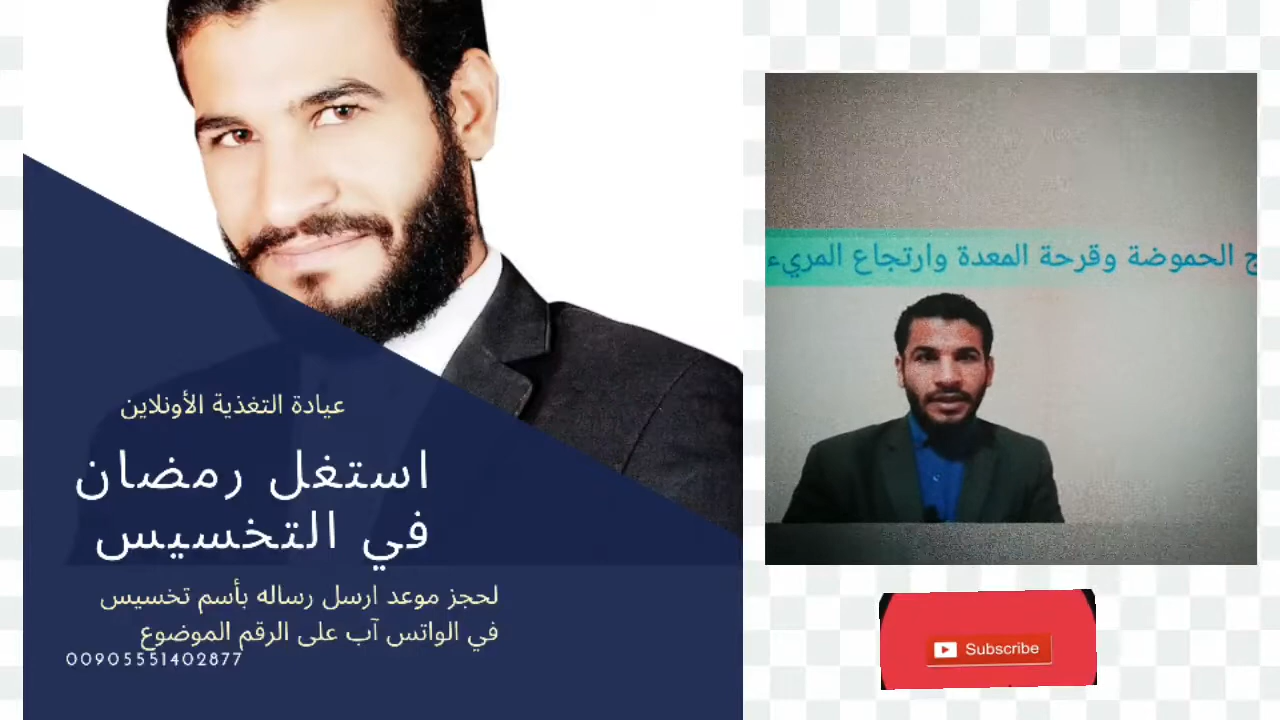 عيادة التغذية الأونلاين
استغل رمضان
في التخسيس
لحجز موعد ارسل رساله بأسم تخسيس
في الواتس آب على الرقم الموضوع
00905551402877
الحموضة وقرحة المعدة وارتجاع المريء
Subscribe